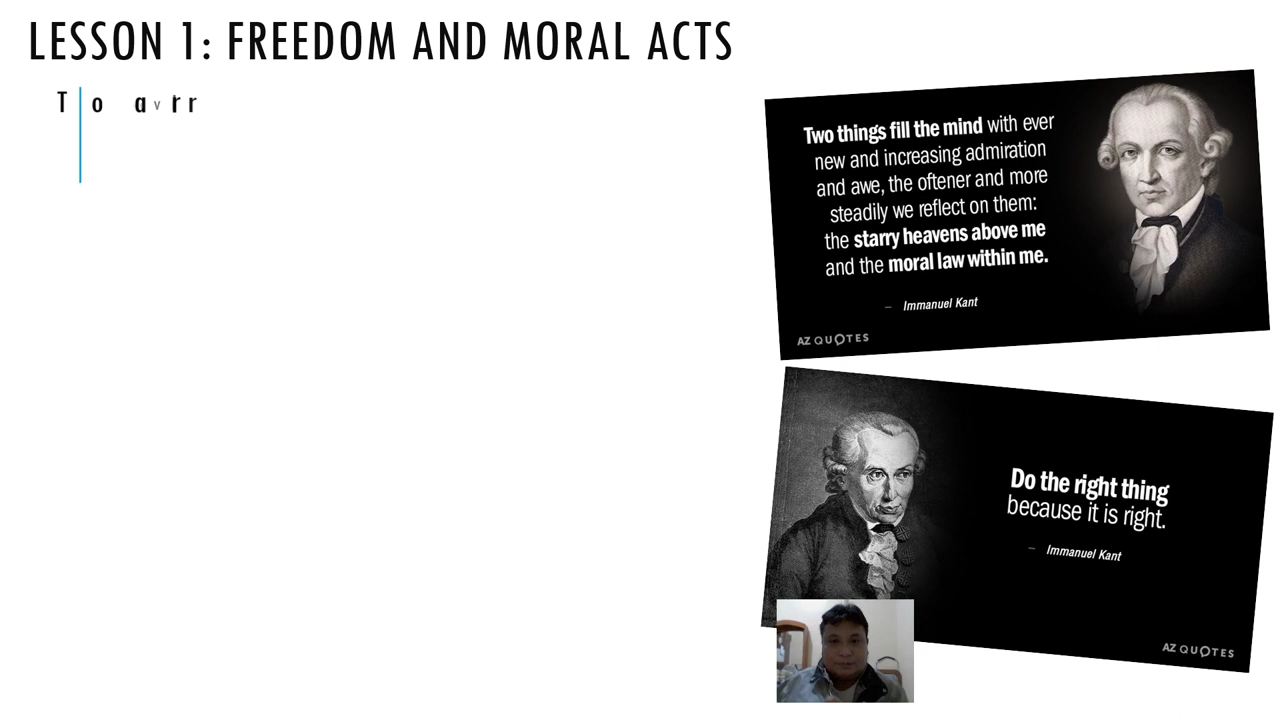 LESSON 1: FREEDOM AND MORAL ACTS
Two things fill the mind with ever
new and increasing admiration
and awe, the oftener and more
steadily we reflect on them:
the starry heavens above me
and the moral law within me.
— Immanuel Kant
AZ QUOTES
Do the right thing
because it is right.
— Immanuel Kant
AZ QUOTES